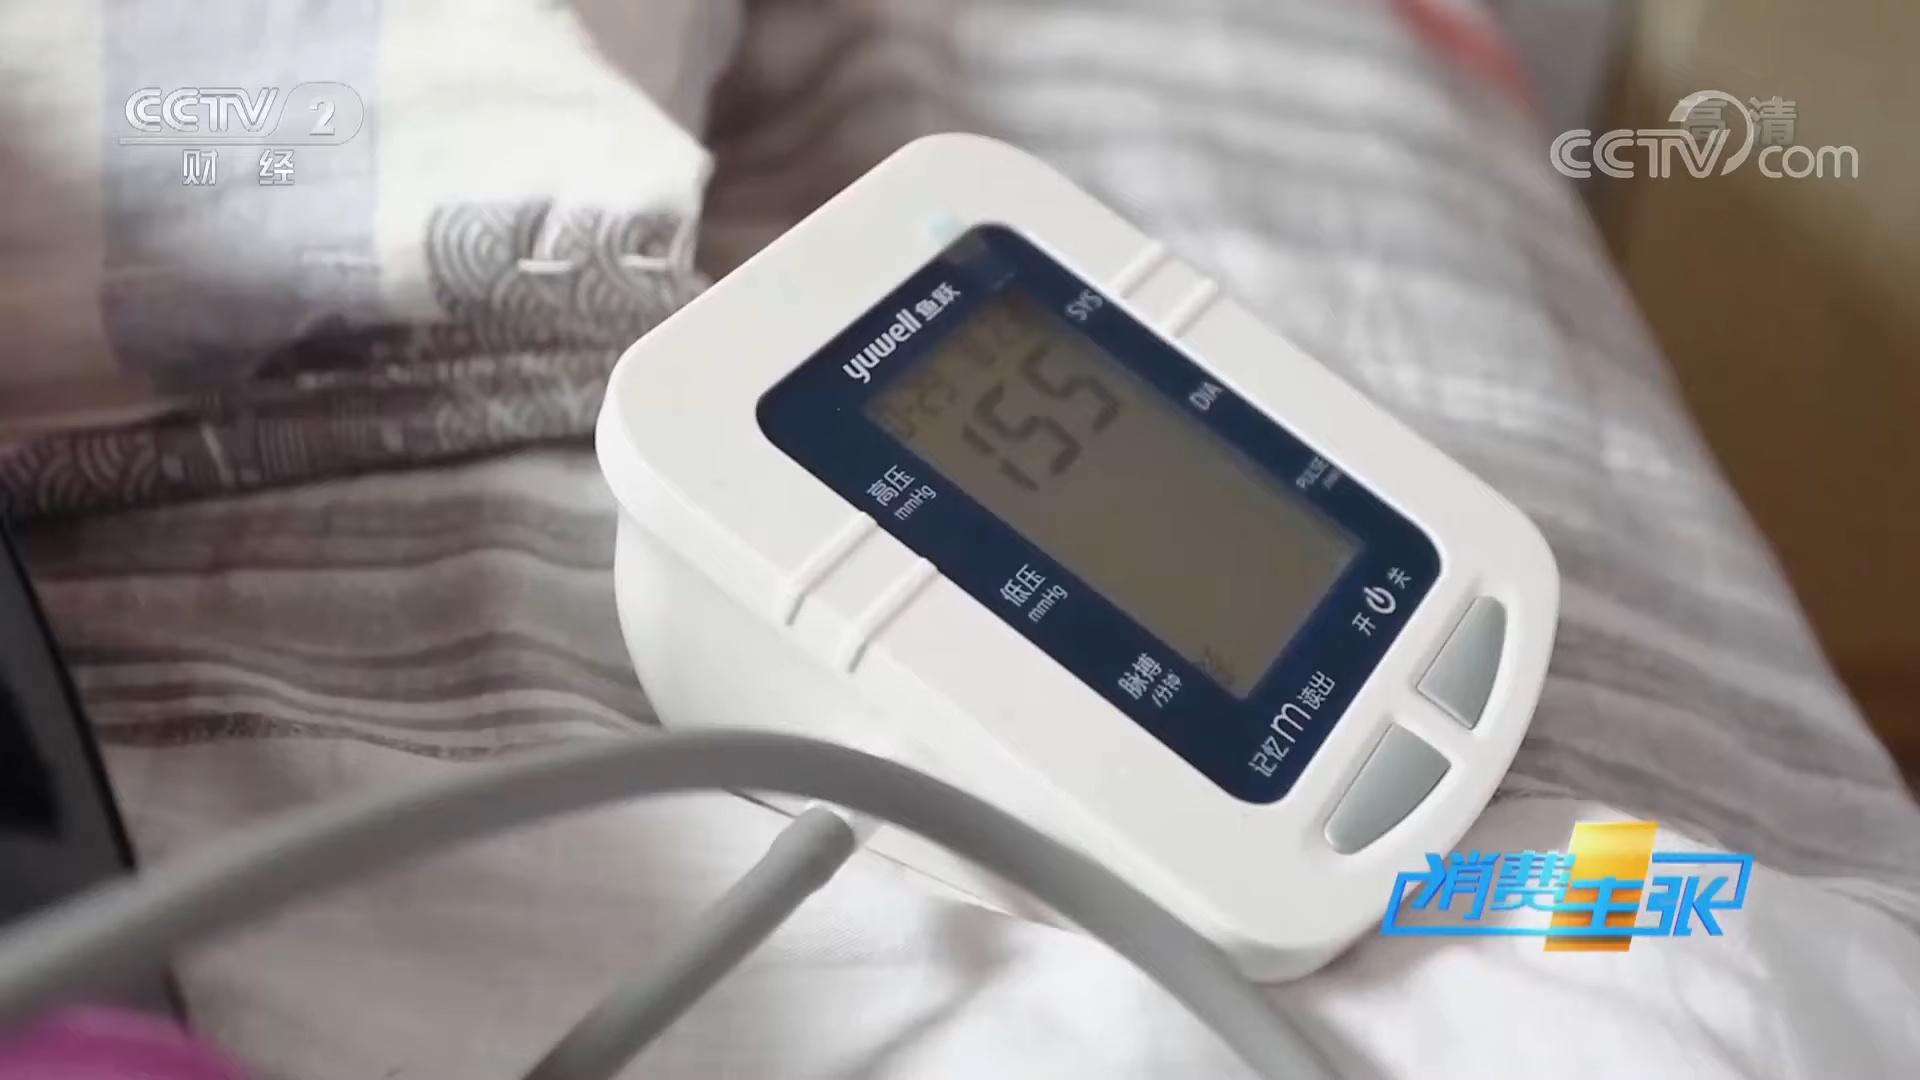 CCTV 2
财 经
高清
CCTV.com
yuwell 鱼跃
SYS
155
DIA
高压
mmHg
PULSE
低压
mmHg
脉搏
/分钟
开 关
记忆 m 读出
消费主张